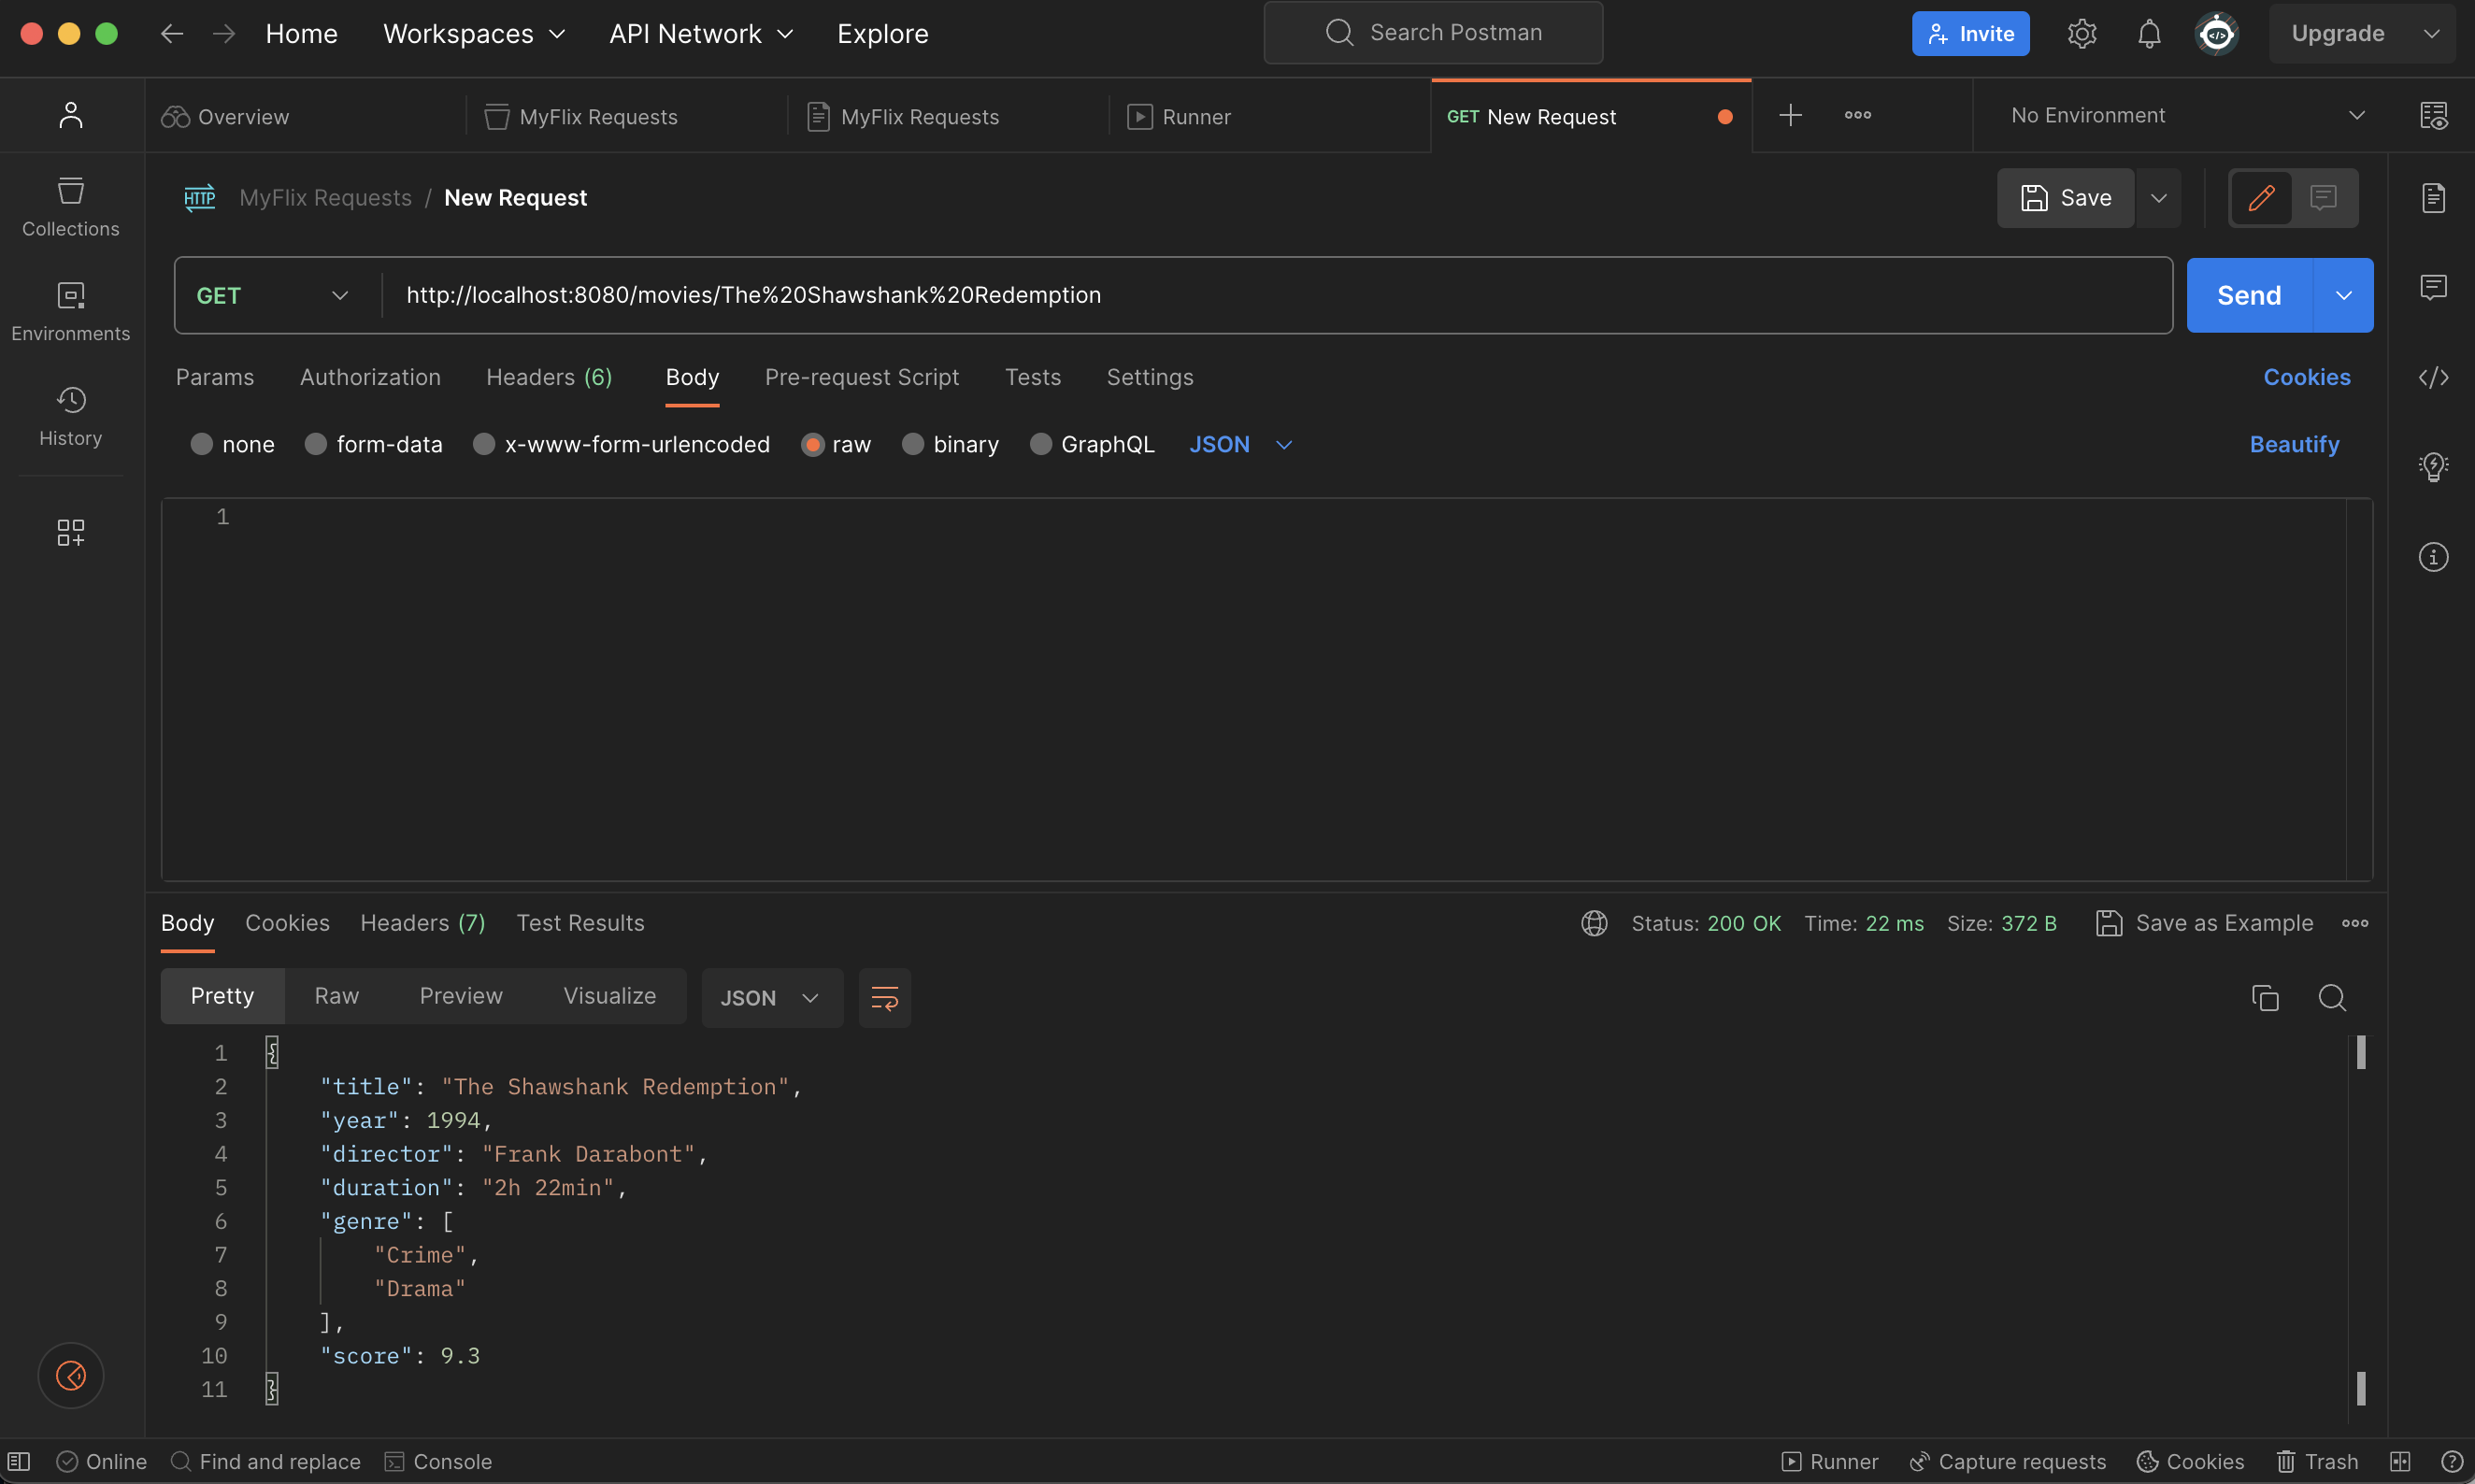 Home Workspaces API Network Explore Search Postman Invite Upgrade
Overview MyFlix Requests MyFlix Requests Runner GET New Request No Environment
HTTP MyFlix Requests / New Request Save
Collections
GET http://localhost:8080/movies/The%20Shawshank%20Redemption Send
Environments
Params Authorization Headers (6) Body Pre-request Script Tests Settings Cookies
History
none form-data x-www-form-urlencoded raw binary GraphQL JSON Beautify
1
Body Cookies Headers (7) Test Results Status: 200 OK Time: 22 ms Size: 372 B Save as Example
Pretty Raw Preview Visualize JSON
1 {
2 "title": "The Shawshank Redemption",
3 "year": 1994,
4 "director": "Frank Darabont",
5 "duration": "2h 22min",
6 "genre": [
7 "Crime",
8 "Drama"
9 ],
10 "score": 9.3
11 }
Online Find and replace Console Runner Capture requests Cookies Trash